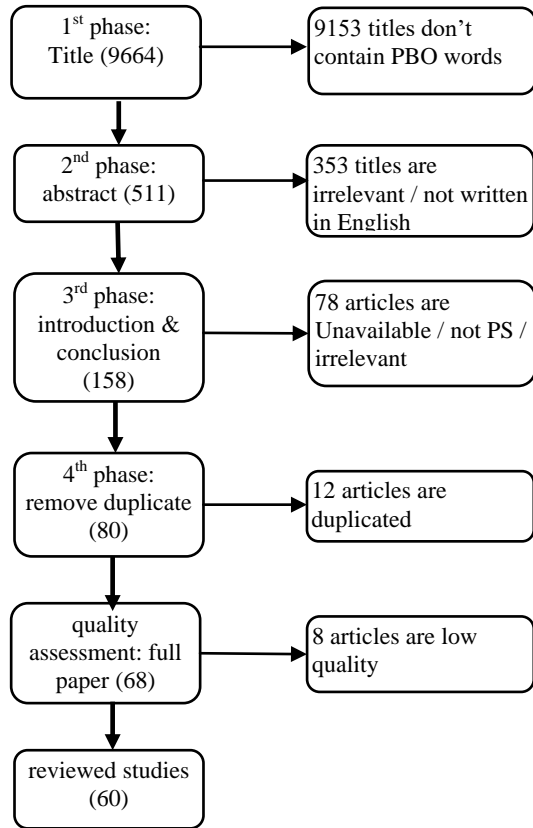 1st phase:
Title (9664)
9153 titles don’t
contain PBO words
2nd phase:
abstract (511)
353 titles are
irrelevant / not written
in English
3rd phase:
introduction &
conclusion
(158)
78 articles are
Unavailable / not PS /
irrelevant
4th phase:
remove duplicate
(80)
12 articles are
duplicated
quality
assessment: full
paper (68)
8 articles are low
quality
reviewed studies
(60)